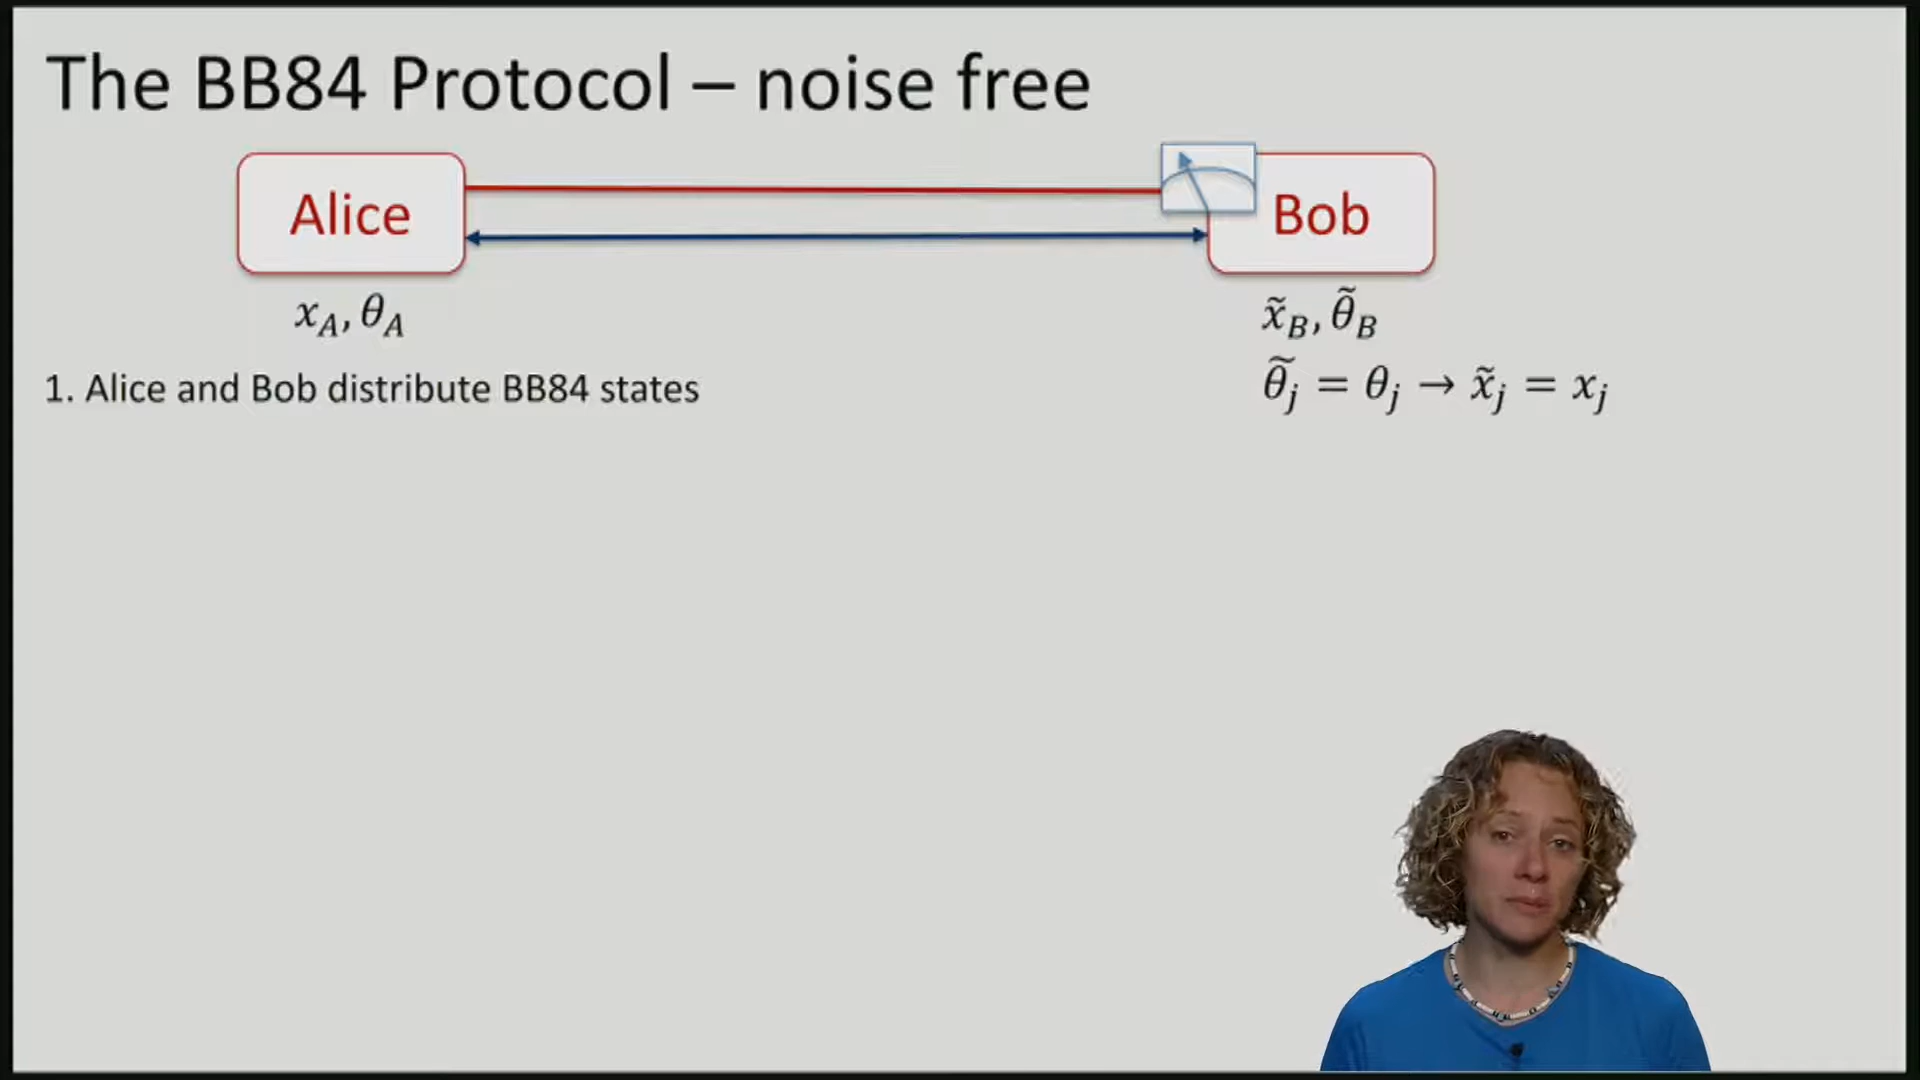 The BB84 Protocol – noise free
Alice
Bob
x_A, θ_A
x̃_B, θ̃_B
1. Alice and Bob distribute BB84 states
θ̃_j = θ_j → x̃_j = x_j